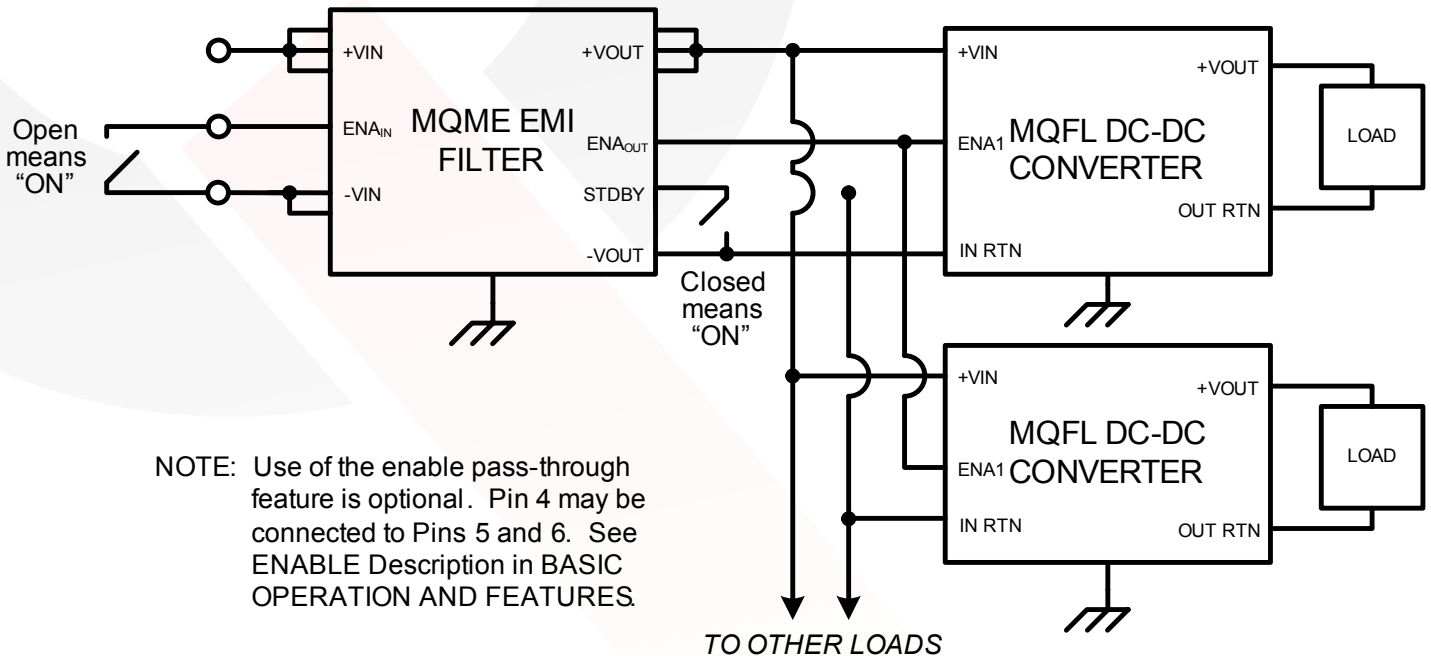 Open
means
“ON”
+VIN
ENAIN
-VIN
MQME EMI
FILTER
+VOUT
ENAOUT
STDBY
-VOUT
Closed
means
“ON”
+VIN
ENA1
IN RTN
MQFL DC-DC
CONVERTER
+VOUT
OUT RTN
LOAD
+VIN
ENA1
IN RTN
MQFL DC-DC
CONVERTER
+VOUT
OUT RTN
LOAD
NOTE: Use of the enable pass-through
feature is optional. Pin 4 may be
connected to Pins 5 and 6. See
ENABLE Description in BASIC
OPERATION AND FEATURES.
TO OTHER LOADS